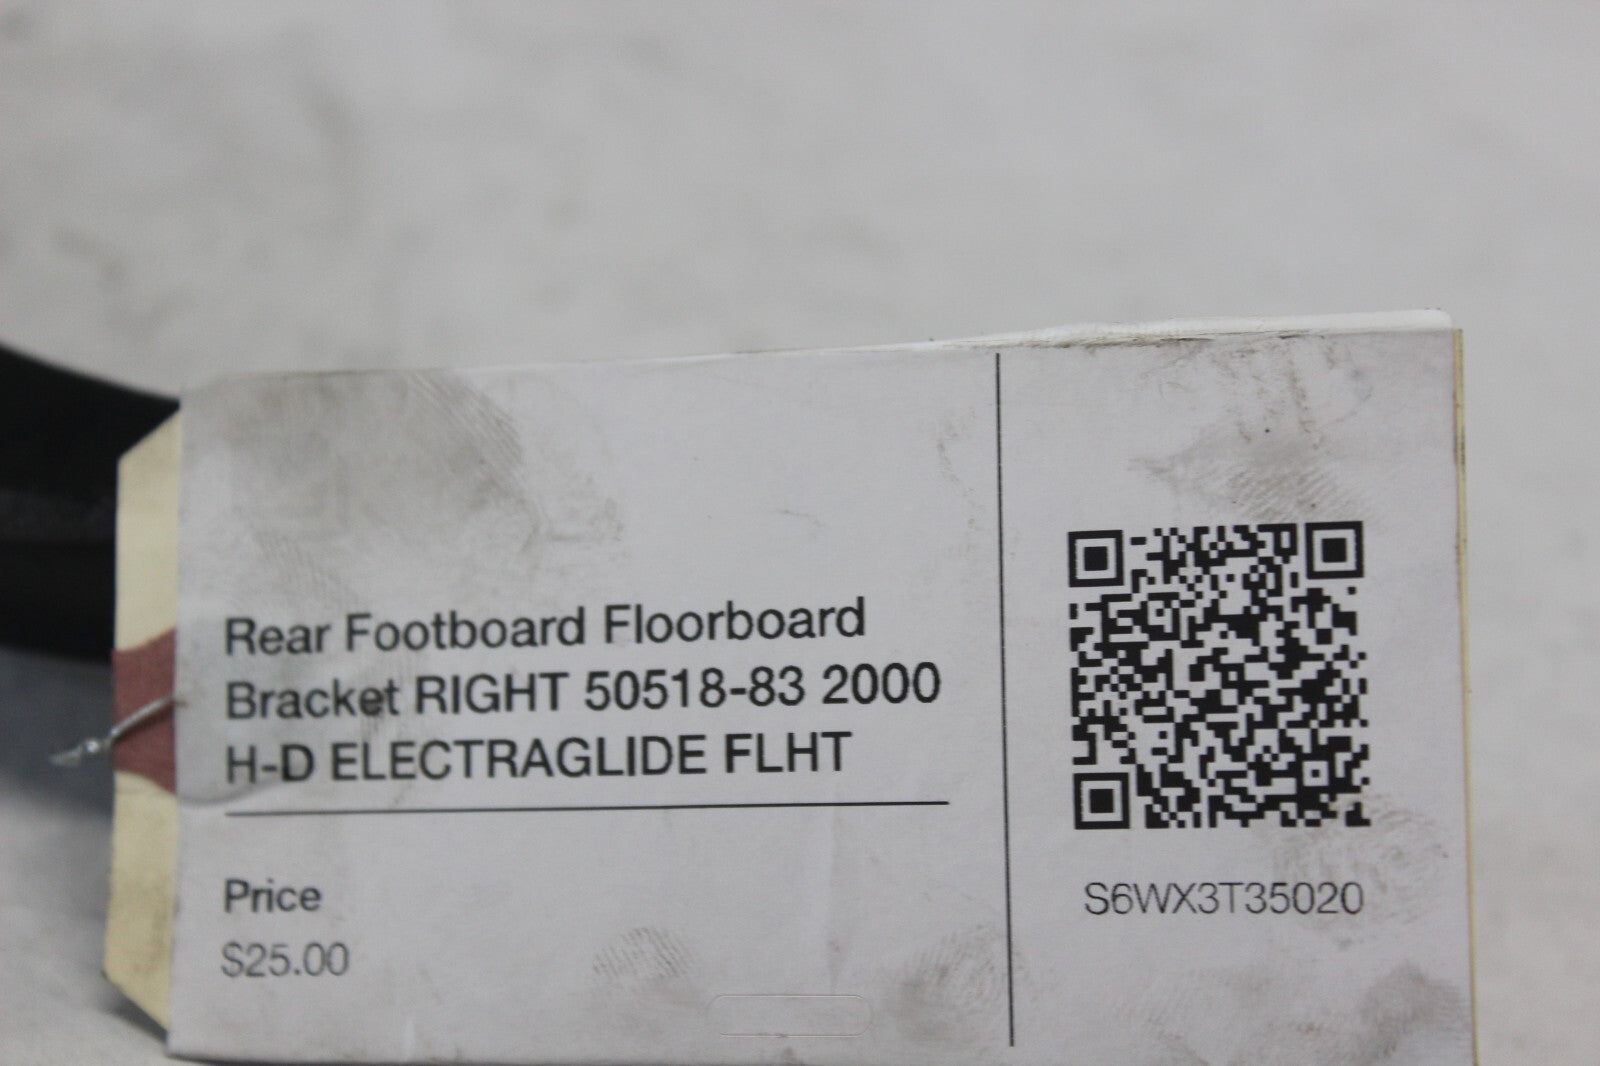 Rear Footboard Floorboard
Bracket RIGHT 50518-83 2000
H-D ELECTRAGLIDE FLHT
Price
$25.00
S6WX3T35020